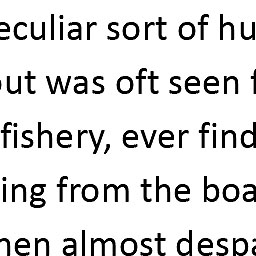 eculiar sort of hu
out was oft seen f
fishery, ever find
ing from the boa
hen almost despa